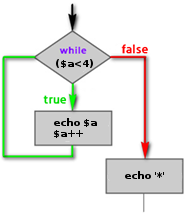 while
($a<4)
false
true
echo $a
$a++
echo '*'